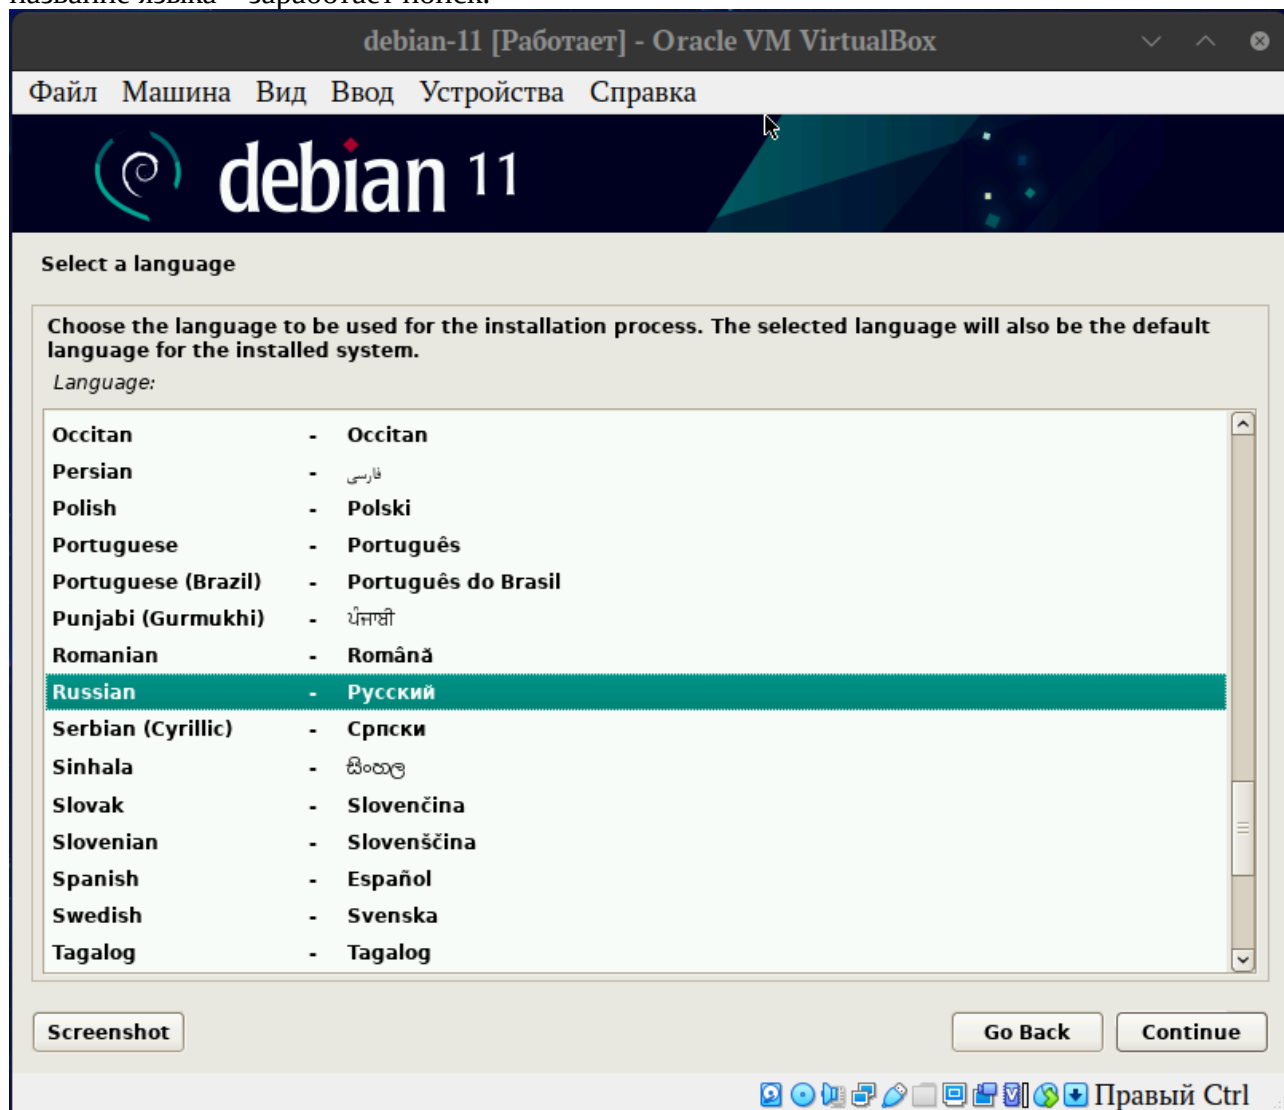 название языка – заработает поиск.
debian-11 [Работает] - Oracle VM VirtualBox
Файл Машина Вид Ввод Устройства Справка
debian 11
Select a language
Choose the language to be used for the installation process. The selected language will also be the default
language for the installed system.
Language:
Occitan - Occitan
Persian - فارسی
Polish - Polski
Portuguese - Português
Portuguese (Brazil) - Português do Brasil
Punjabi (Gurmukhi) - ਪੰਜਾਬੀ
Romanian - Română
Russian - Русский
Serbian (Cyrillic) - Српски
Sinhala - සිංහල
Slovak - Slovenčina
Slovenian - Slovenščina
Spanish - Español
Swedish - Svenska
Tagalog - Tagalog
Screenshot Go Back Continue
Правый Ctrl